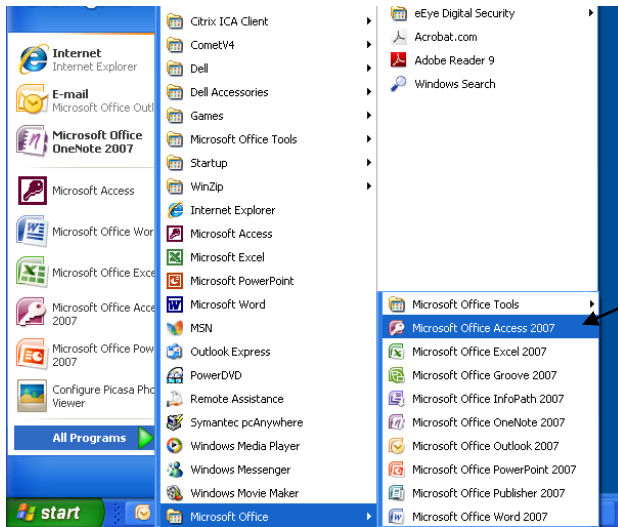 Internet
Internet Explorer
E-mail
Microsoft Office Outl
Microsoft Office
OneNote 2007
Microsoft Access
Microsoft Office Wor
Microsoft Office Exce
Microsoft Office Acce
2007
Microsoft Office Pow
2007
Configure Picasa Pho
Viewer
All Programs
start
Citrix ICA Client
CometV4
Dell
Dell Accessories
Games
Microsoft Office Tools
Startup
WinZip
Internet Explorer
Microsoft Access
Microsoft Excel
Microsoft PowerPoint
Microsoft Word
MSN
Outlook Express
PowerDVD
Remote Assistance
Symantec pcAnywhere
Windows Media Player
Windows Messenger
Windows Movie Maker
Microsoft Office
eEye Digital Security
Acrobat.com
Adobe Reader 9
Windows Search
Microsoft Office Tools
Microsoft Office Access 2007
Microsoft Office Excel 2007
Microsoft Office Groove 2007
Microsoft Office InfoPath 2007
Microsoft Office OneNote 2007
Microsoft Office Outlook 2007
Microsoft Office PowerPoint 2007
Microsoft Office Publisher 2007
Microsoft Office Word 2007